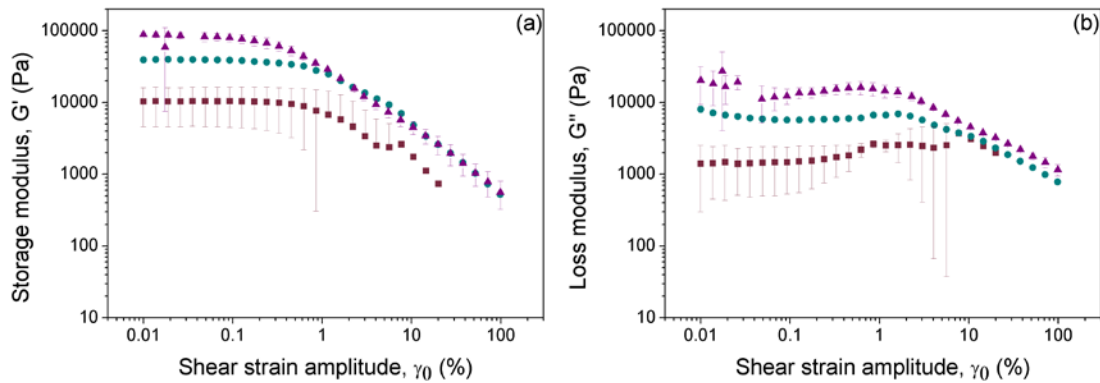 (a)
100000
10000
1000
100
10
0.01 0.1 1 10 100
Storage modulus, G' (Pa)
Shear strain amplitude, γ0 (%)
(b)
100000
10000
1000
100
10
0.01 0.1 1 10 100
Loss modulus, G'' (Pa)
Shear strain amplitude, γ0 (%)